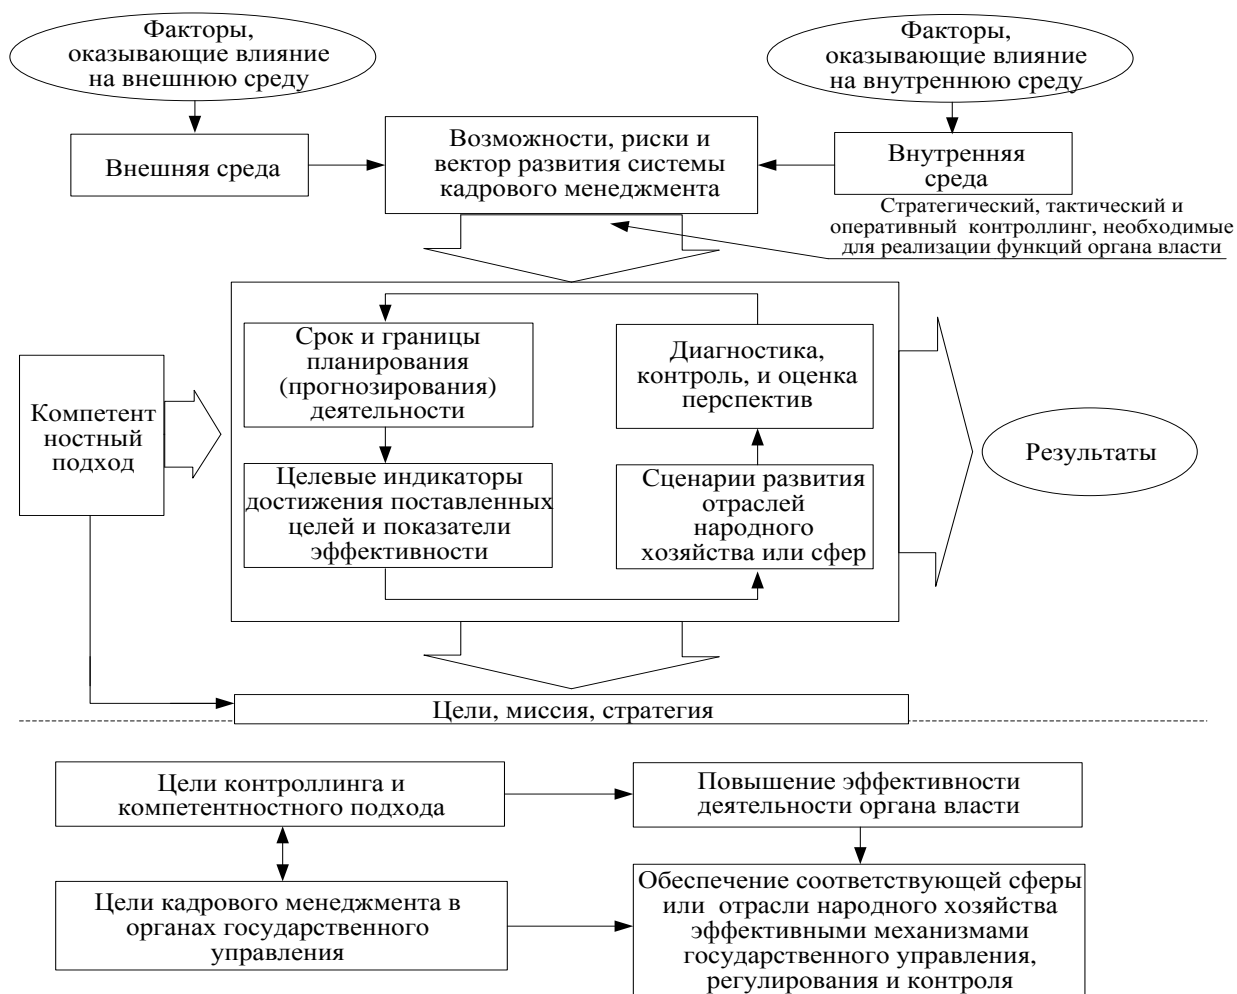 Факторы,
оказывающие влияние
на внешнюю среду
Факторы,
оказывающие влияние
на внутреннюю среду
Внешняя среда
Возможности, риски и
вектор развития системы
кадрового менеджмента
Внутренняя
среда
Стратегический, тактический и
оперативный контроллинг, необходимые
для реализации функций органа власти
Компетент
ностный
подход
Срок и границы
планирования
(прогнозирования)
деятельности
Диагностика,
контроль, и оценка
перспектив
Целевые индикаторы
достижения поставленных
целей и показатели
эффективности
Сценарии развития
отраслей
народного
хозяйства или сфер
Результаты
Цели, миссия, стратегия
Цели контроллинга и
компетентностного подхода
Повышение эффективности
деятельности органа власти
Цели кадрового менеджмента в
органах государственного
управления
Обеспечение соответствующей сферы
или отрасли народного хозяйства
эффективными механизмами
государственного управления,
регулирования и контроля